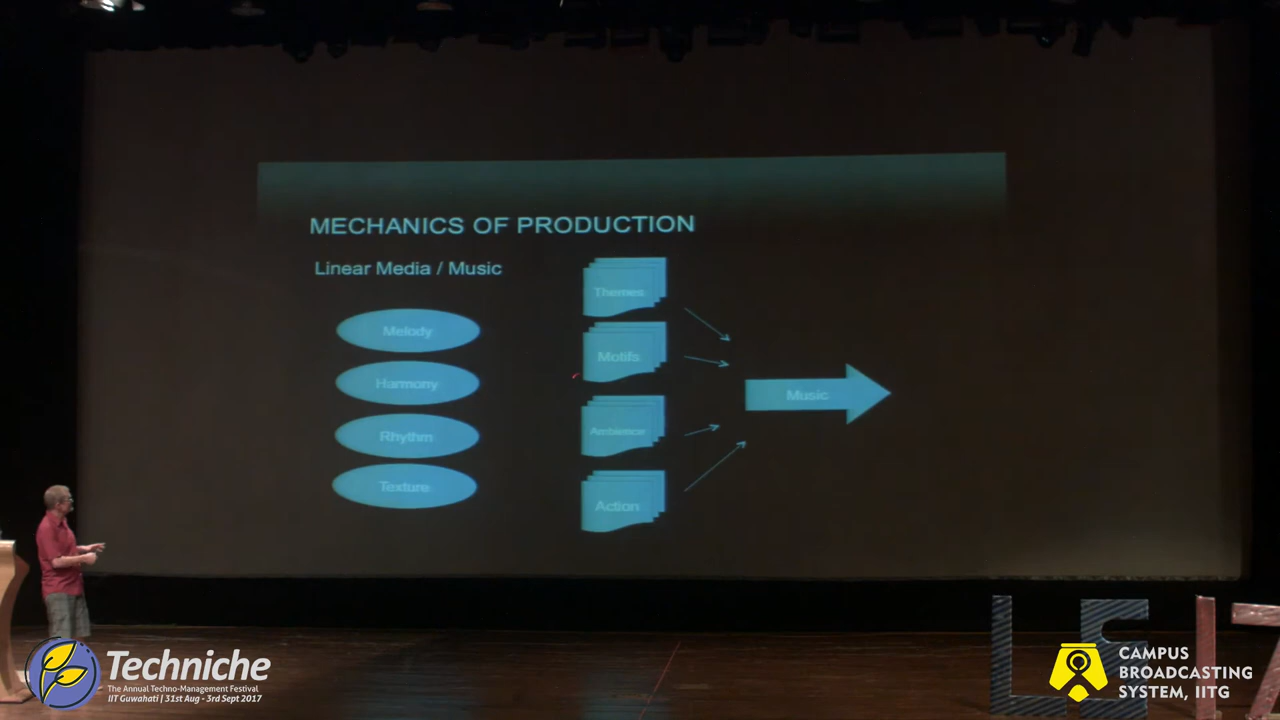 MECHANICS OF PRODUCTION
Linear Media / Music
Melody
Harmony
Rhythm
Texture
Themes
Motifs
Ambience
Action
Music
Techniche
The Annual Techno-Management Festival
IIT Guwahati | 31st Aug - 3rd Sept 2017
LE17
CAMPUS
BROADCASTING
SYSTEM, IITG